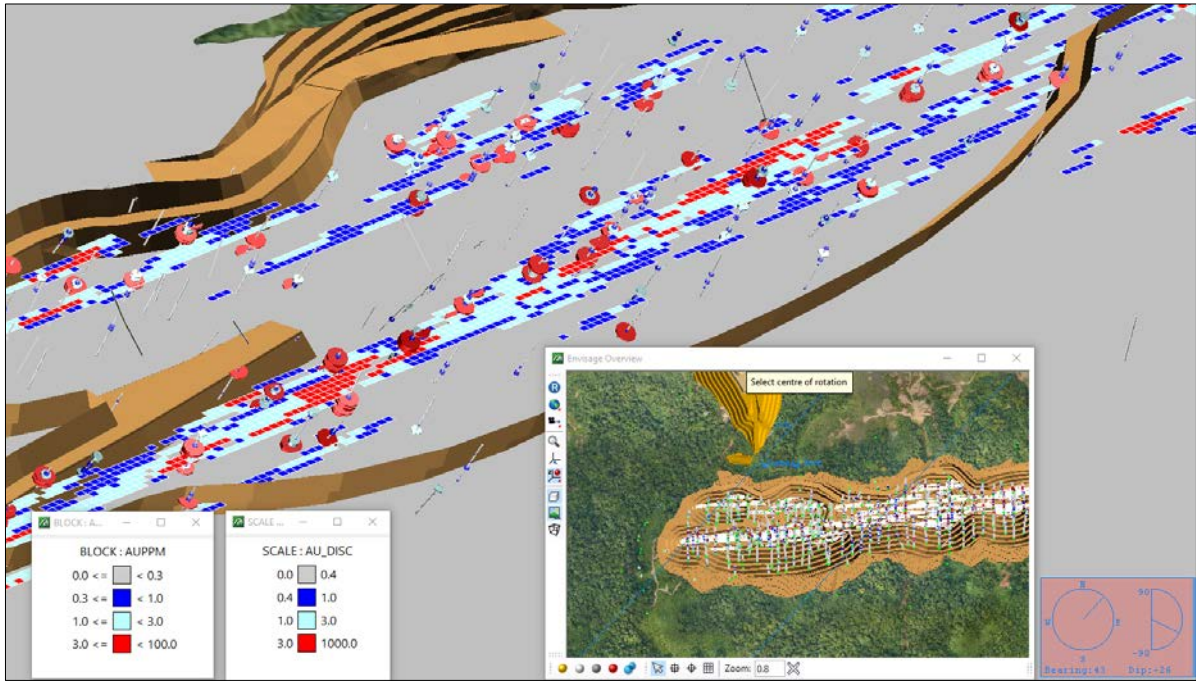 Envisage Overview
Select centre of rotation
R
BLOCK : A...
BLOCK : AUPPM
0.0 <= < 0.3
0.3 <= < 1.0
1.0 <= < 3.0
3.0 <= < 100.0
SCALE ...
SCALE : AU_DISC
0.0 0.4
0.4 1.0
1.0 3.0
3.0 1000.0
Zoom: 0.8
N
W E
S
90
-90
Bearing:43 Dip:-26